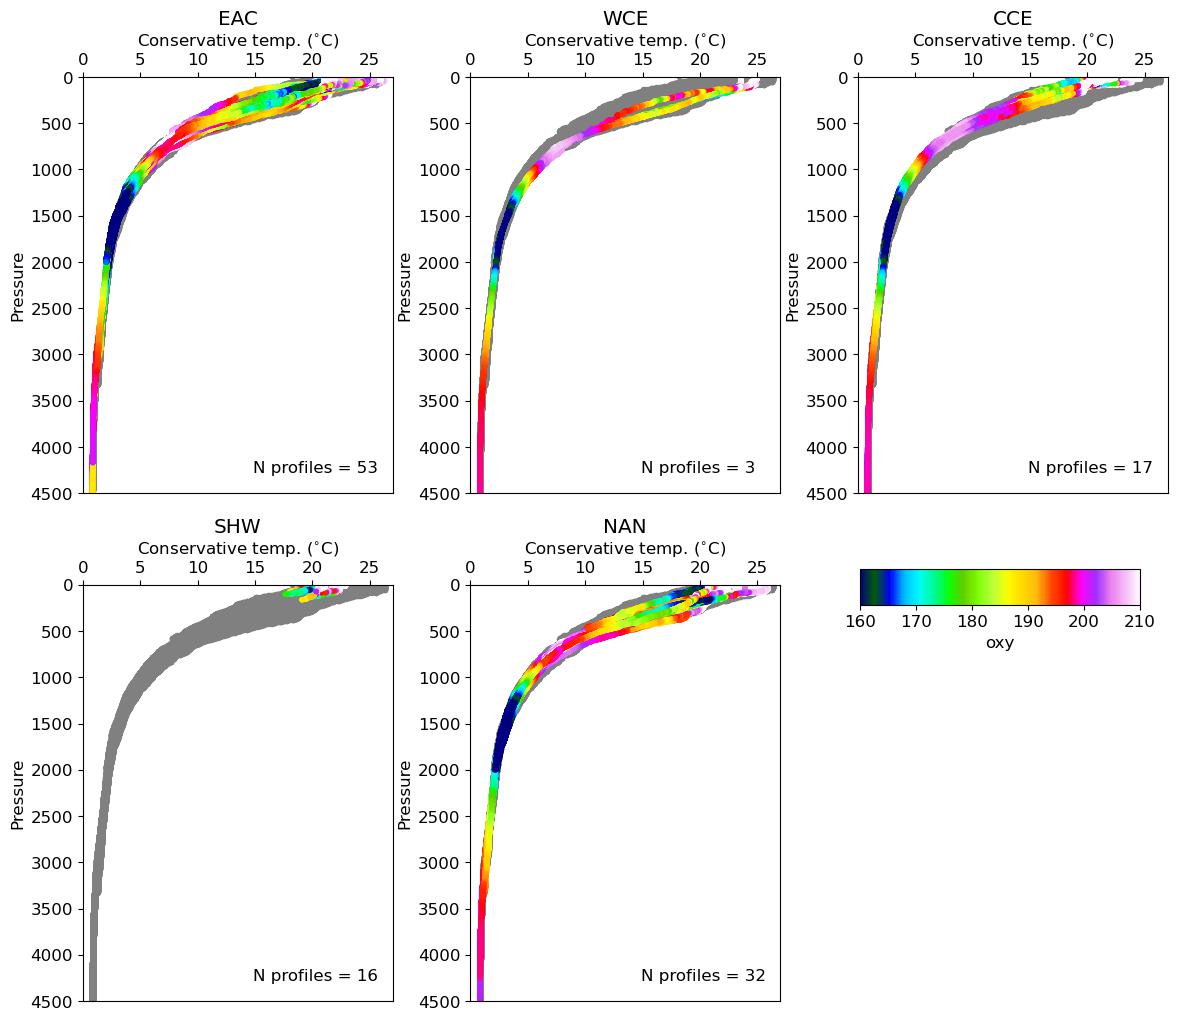 EAC
Conservative temp. (˚C)
0 5 10 15 20 25
0
500
1000
1500
2000
2500
3000
3500
4000
4500
Pressure
N profiles = 53
WCE
Conservative temp. (˚C)
0 5 10 15 20 25
0
500
1000
1500
2000
2500
3000
3500
4000
4500
Pressure
N profiles = 3
CCE
Conservative temp. (˚C)
0 5 10 15 20 25
0
500
1000
1500
2000
2500
3000
3500
4000
4500
Pressure
N profiles = 17
SHW
Conservative temp. (˚C)
0 5 10 15 20 25
0
500
1000
1500
2000
2500
3000
3500
4000
4500
Pressure
N profiles = 16
NAN
Conservative temp. (˚C)
0 5 10 15 20 25
0
500
1000
1500
2000
2500
3000
3500
4000
4500
Pressure
N profiles = 32
160 170 180 190 200 210
oxy